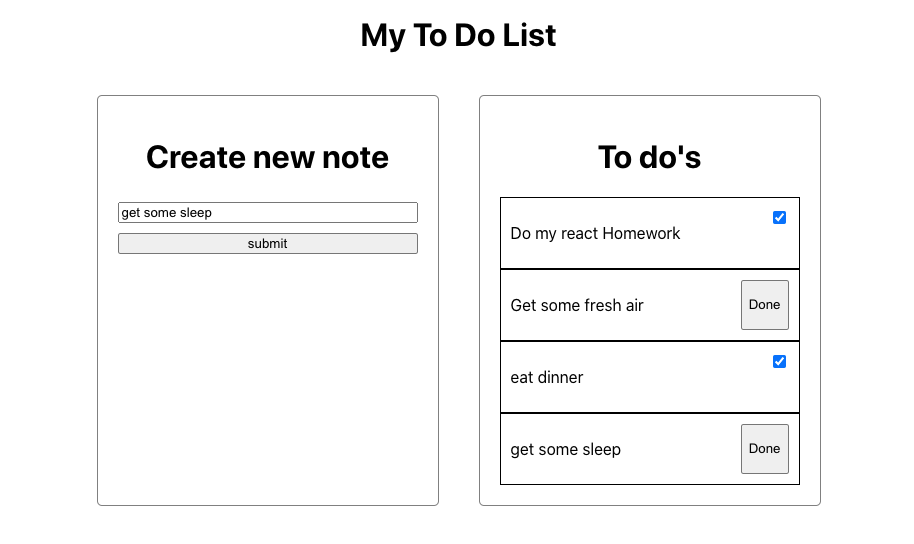 My To Do List
Create new note
get some sleep
submit
To do's
Do my react Homework
Get some fresh air
Done
eat dinner
get some sleep
Done